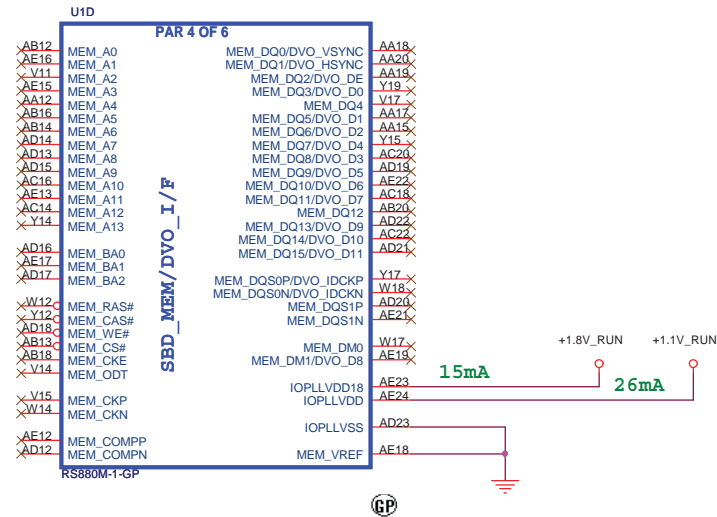 U1D
PAR 4 OF 6
AB12 MEM_A0 MEM_DQ0/DVO_VSYNC AA18
AE16 MEM_A1 MEM_DQ1/DVO_HSYNC AA20
V11 MEM_A2 MEM_DQ2/DVO_DE AA19
AE15 MEM_A3 MEM_DQ3/DVO_D0 Y19
AA12 MEM_A4 MEM_DQ4 V17
AB16 MEM_A5 MEM_DQ5/DVO_D1 AA17
AB14 MEM_A6 MEM_DQ6/DVO_D2 AA15
AD14 MEM_A7 MEM_DQ7/DVO_D4 Y15
AD13 MEM_A8 MEM_DQ8/DVO_D3 AC20
AD15 MEM_A9 MEM_DQ9/DVO_D5 AD19
AC16 MEM_A10 MEM_DQ10/DVO_D6 AE22
AE13 MEM_A11 MEM_DQ11/DVO_D7 AC18
AC14 MEM_A12 MEM_DQ12 AB20
Y14 MEM_A13 MEM_DQ13/DVO_D9 AD22
MEM_DQ14/DVO_D10 AC22
AD16 MEM_BA0 MEM_DQ15/DVO_D11 AD21
AE17 MEM_BA1
AD17 MEM_BA2 MEM_DQS0P/DVO_IDCKP Y17
MEM_DQS0N/DVO_IDCKN W18
W12 MEM_RAS# MEM_DQS1P AD20
Y12 MEM_CAS# MEM_DQS1N AE21
AD18 MEM_WE#
AB13 MEM_CS# MEM_DM0 W17
AB18 MEM_CKE MEM_DM1/DVO_D8 AE19
V14 MEM_ODT
SBD_MEM/DVO_I/F
+1.8V_RUN +1.1V_RUN
IOPLLVDD18 AE23 15mA
V15 MEM_CKP IOPLLVDD AE24 26mA
W14 MEM_CKN
IOPLLVSS AD23
AE12 MEM_COMPP
AD12 MEM_COMPN MEM_VREF AE18
RS880M-1-GP
GP